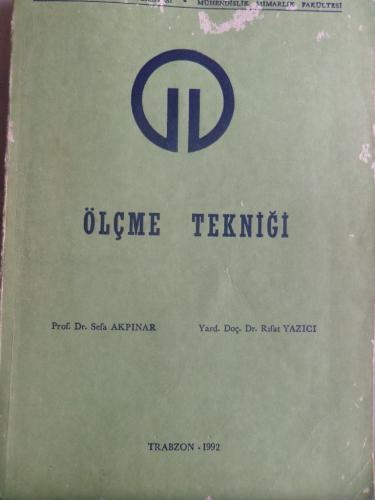 MÜHENDİSLİK MİMARLIK FAKÜLTESİ
ÖLÇME TEKNİĞİ
Prof. Dr. Sefa AKPINAR Yard. Doç. Dr. Rıfat YAZICI
TRABZON - 1992